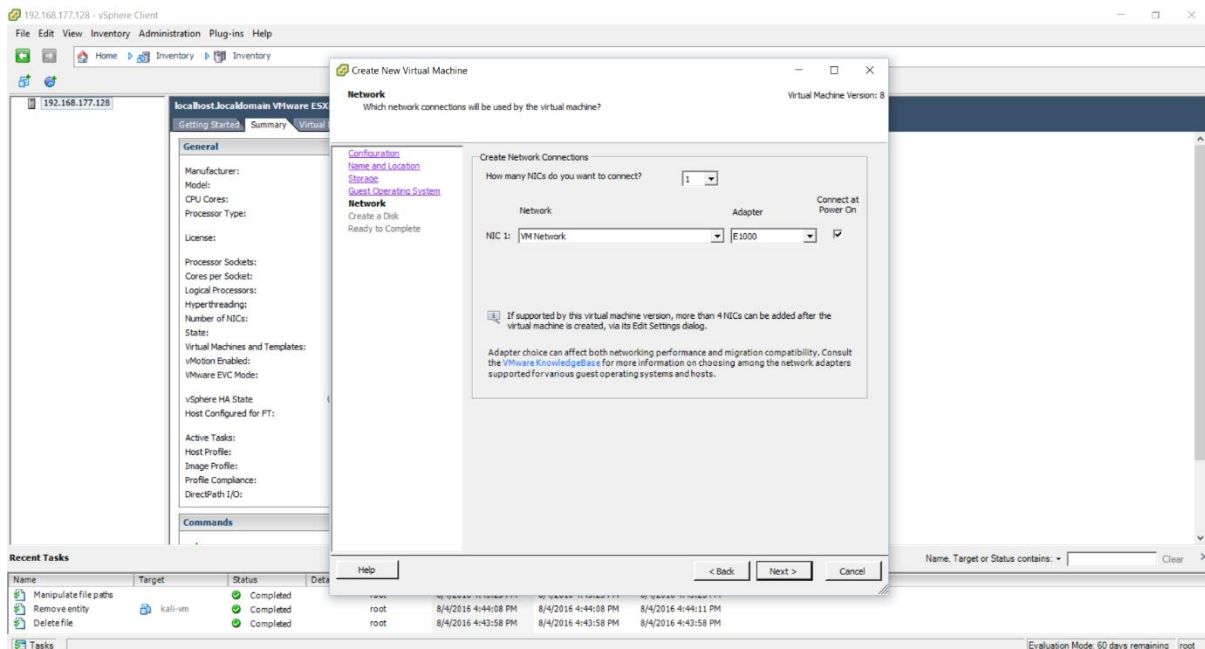 192.168.177.128 - vSphere Client
File Edit View Inventory Administration Plug-ins Help
Home Inventory Inventory
192.168.177.128
localhost.localdomain VMware ESX
Getting Started Summary Virtual
General
Manufacturer:
Model:
CPU Cores:
Processor Type:
License:
Processor Sockets:
Cores per Socket:
Logical Processors:
Hyperthreading:
Number of NICs:
State:
Virtual Machines and Templates:
vMotion Enabled:
VMware EVC Mode:
vSphere HA State
Host Configured for FT:
Active Tasks:
Host Profile:
Image Profile:
Profile Compliance:
DirectPath I/O:
Commands
Create New Virtual Machine
Network
Which network connections will be used by the virtual machine?
Virtual Machine Version: 8
Configuration
Name and Location
Storage
Guest Operating System
Network
Create a Disk
Ready to Complete
Create Network Connections
How many NICs do you want to connect? 1
Network Adapter Connect at Power On
NIC 1: VM Network E1000
If supported by this virtual machine version, more than 4 NICs can be added after the
virtual machine is created, via its Edit Settings dialog.
Adapter choice can affect both networking performance and migration compatibility. Consult
the VMware KnowledgeBase for more information on choosing among the network adapters
supported for various guest operating systems and hosts.
Help < Back Next > Cancel
Recent Tasks
Name, Target or Status contains: Clear
Name Target Status Deta
Manipulate file paths Completed
Remove entity kali-vm Completed root 8/4/2016 4:44:08 PM 8/4/2016 4:44:08 PM 8/4/2016 4:44:11 PM
Delete file Completed root 8/4/2016 4:43:58 PM 8/4/2016 4:43:58 PM 8/4/2016 4:43:58 PM
Tasks
Evaluation Mode: 60 days remaining root